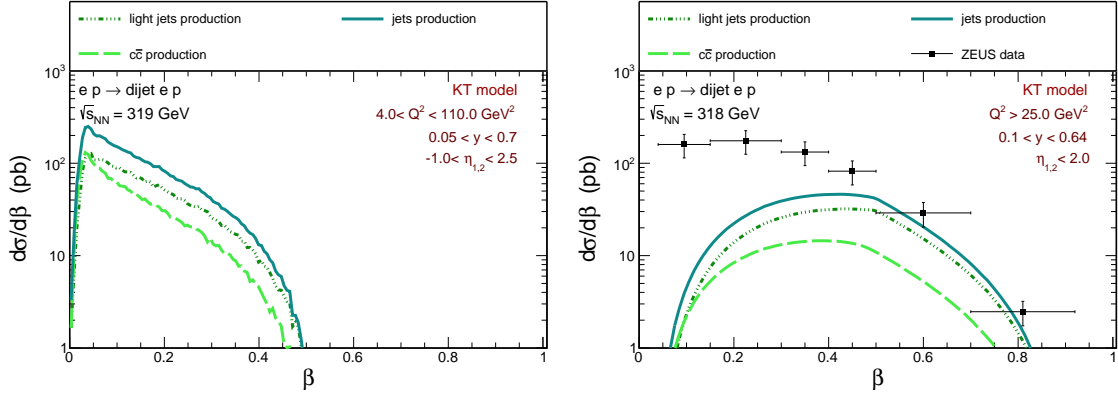 light jets production jets production
cc̄ production
10³
10²
10
1
dσ/dβ (pb)
e p → dijet e p
√s_NN = 319 GeV
KT model
4.0< Q² < 110.0 GeV²
0.05 < y < 0.7
-1.0< η₁,₂< 2.5
0 0.2 0.4 0.6 0.8 1
β
light jets production jets production
cc̄ production ZEUS data
10³
10²
10
1
dσ/dβ (pb)
e p → dijet e p
√s_NN = 318 GeV
KT model
Q² > 25.0 GeV²
0.1 < y < 0.64
η₁,₂< 2.0
0 0.2 0.4 0.6 0.8 1
β